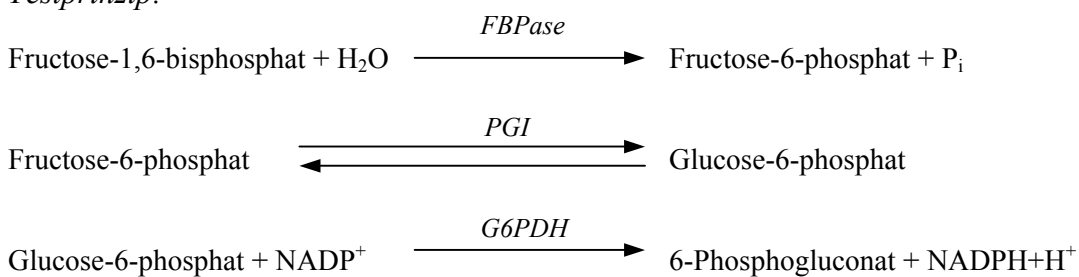 FBPase
Fructose-1,6-bisphosphat + H₂O Fructose-6-phosphat + Pᵢ
PGI
Fructose-6-phosphat Glucose-6-phosphat
G6PDH
Glucose-6-phosphat + NADP⁺ 6-Phosphogluconat + NADPH+H⁺